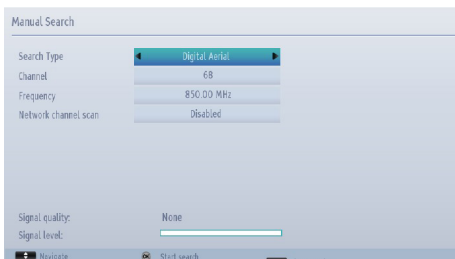 Manual Search
Search Type Digital Aerial
Channel 68
Frequency 850.00 MHz
Network channel scan Disabled
Signal quality: None
Signal level:
Navigate Start search